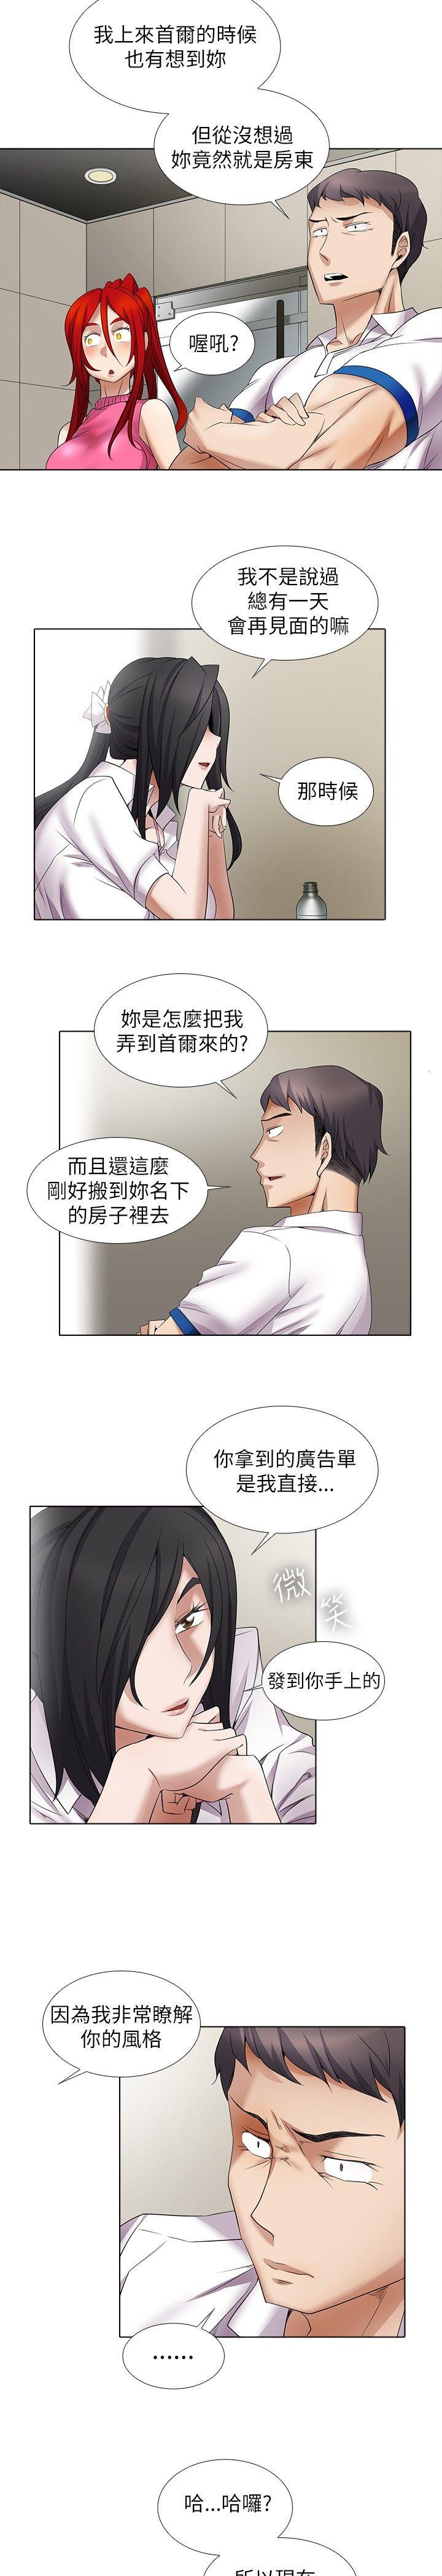 我上來首爾的時候
也有想到妳
但從沒想過
妳竟然就是房東
喔吼?
我不是說過
總有一天
會再見面的嘛
那時候
妳是怎麼把我
弄到首爾來的?
而且還這麼
剛好搬到妳名下
的房子裡去
你拿到的廣告單
是我直接...
微笑
發到你手上的
因為我非常瞭解
你的風格
......
哈...哈囉?
所以現在